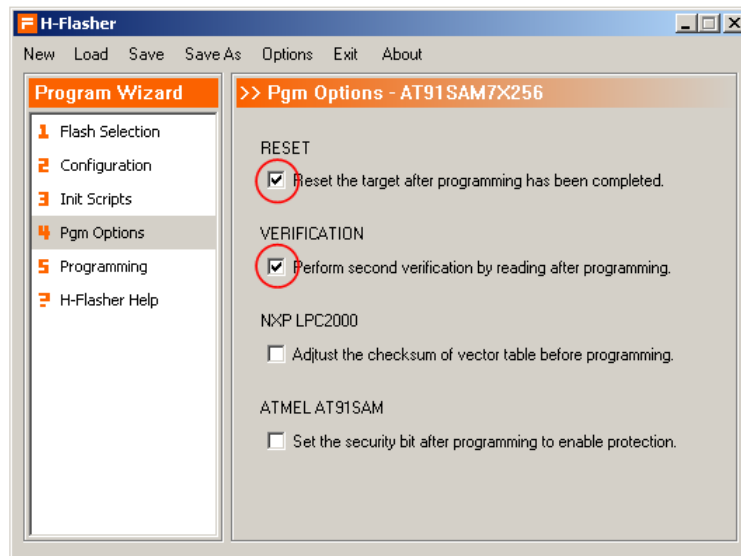 H-Flasher
New Load Save Save As Options Exit About
Program Wizard
1 Flash Selection
2 Configuration
3 Init Scripts
4 Pgm Options
5 Programming
? H-Flasher Help
>> Pgm Options - AT91SAM7X256
RESET
Reset the target after programming has been completed.
VERIFICATION
Perform second verification by reading after programming.
NXP LPC2000
Adjtust the checksum of vector table before programming.
ATMEL AT91SAM
Set the security bit after programming to enable protection.